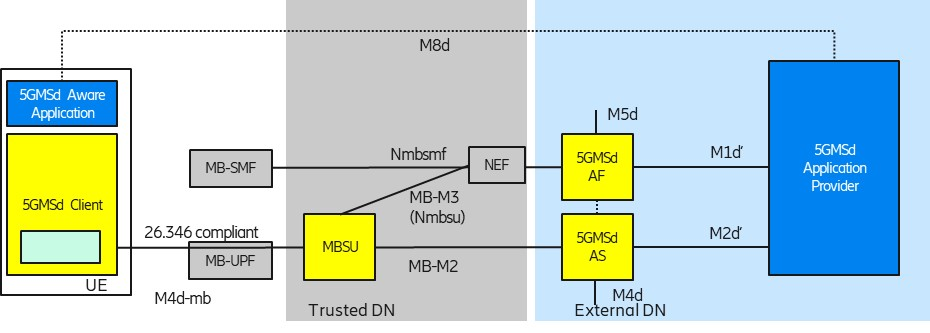 M8d
5GMSd Aware
Application
M5d
Nmbsmf
M1d'
MB-SMF
NEF
5GMSd
AF
5GMSd
Application
Provider
MB-M3
(Nmbsu)
5GMSd Client
26.346 compliant
MBSU
5GMSd
AS
M2d'
MB-UPF
MB-M2
UE
M4d-mb
M4d
Trusted DN
External DN